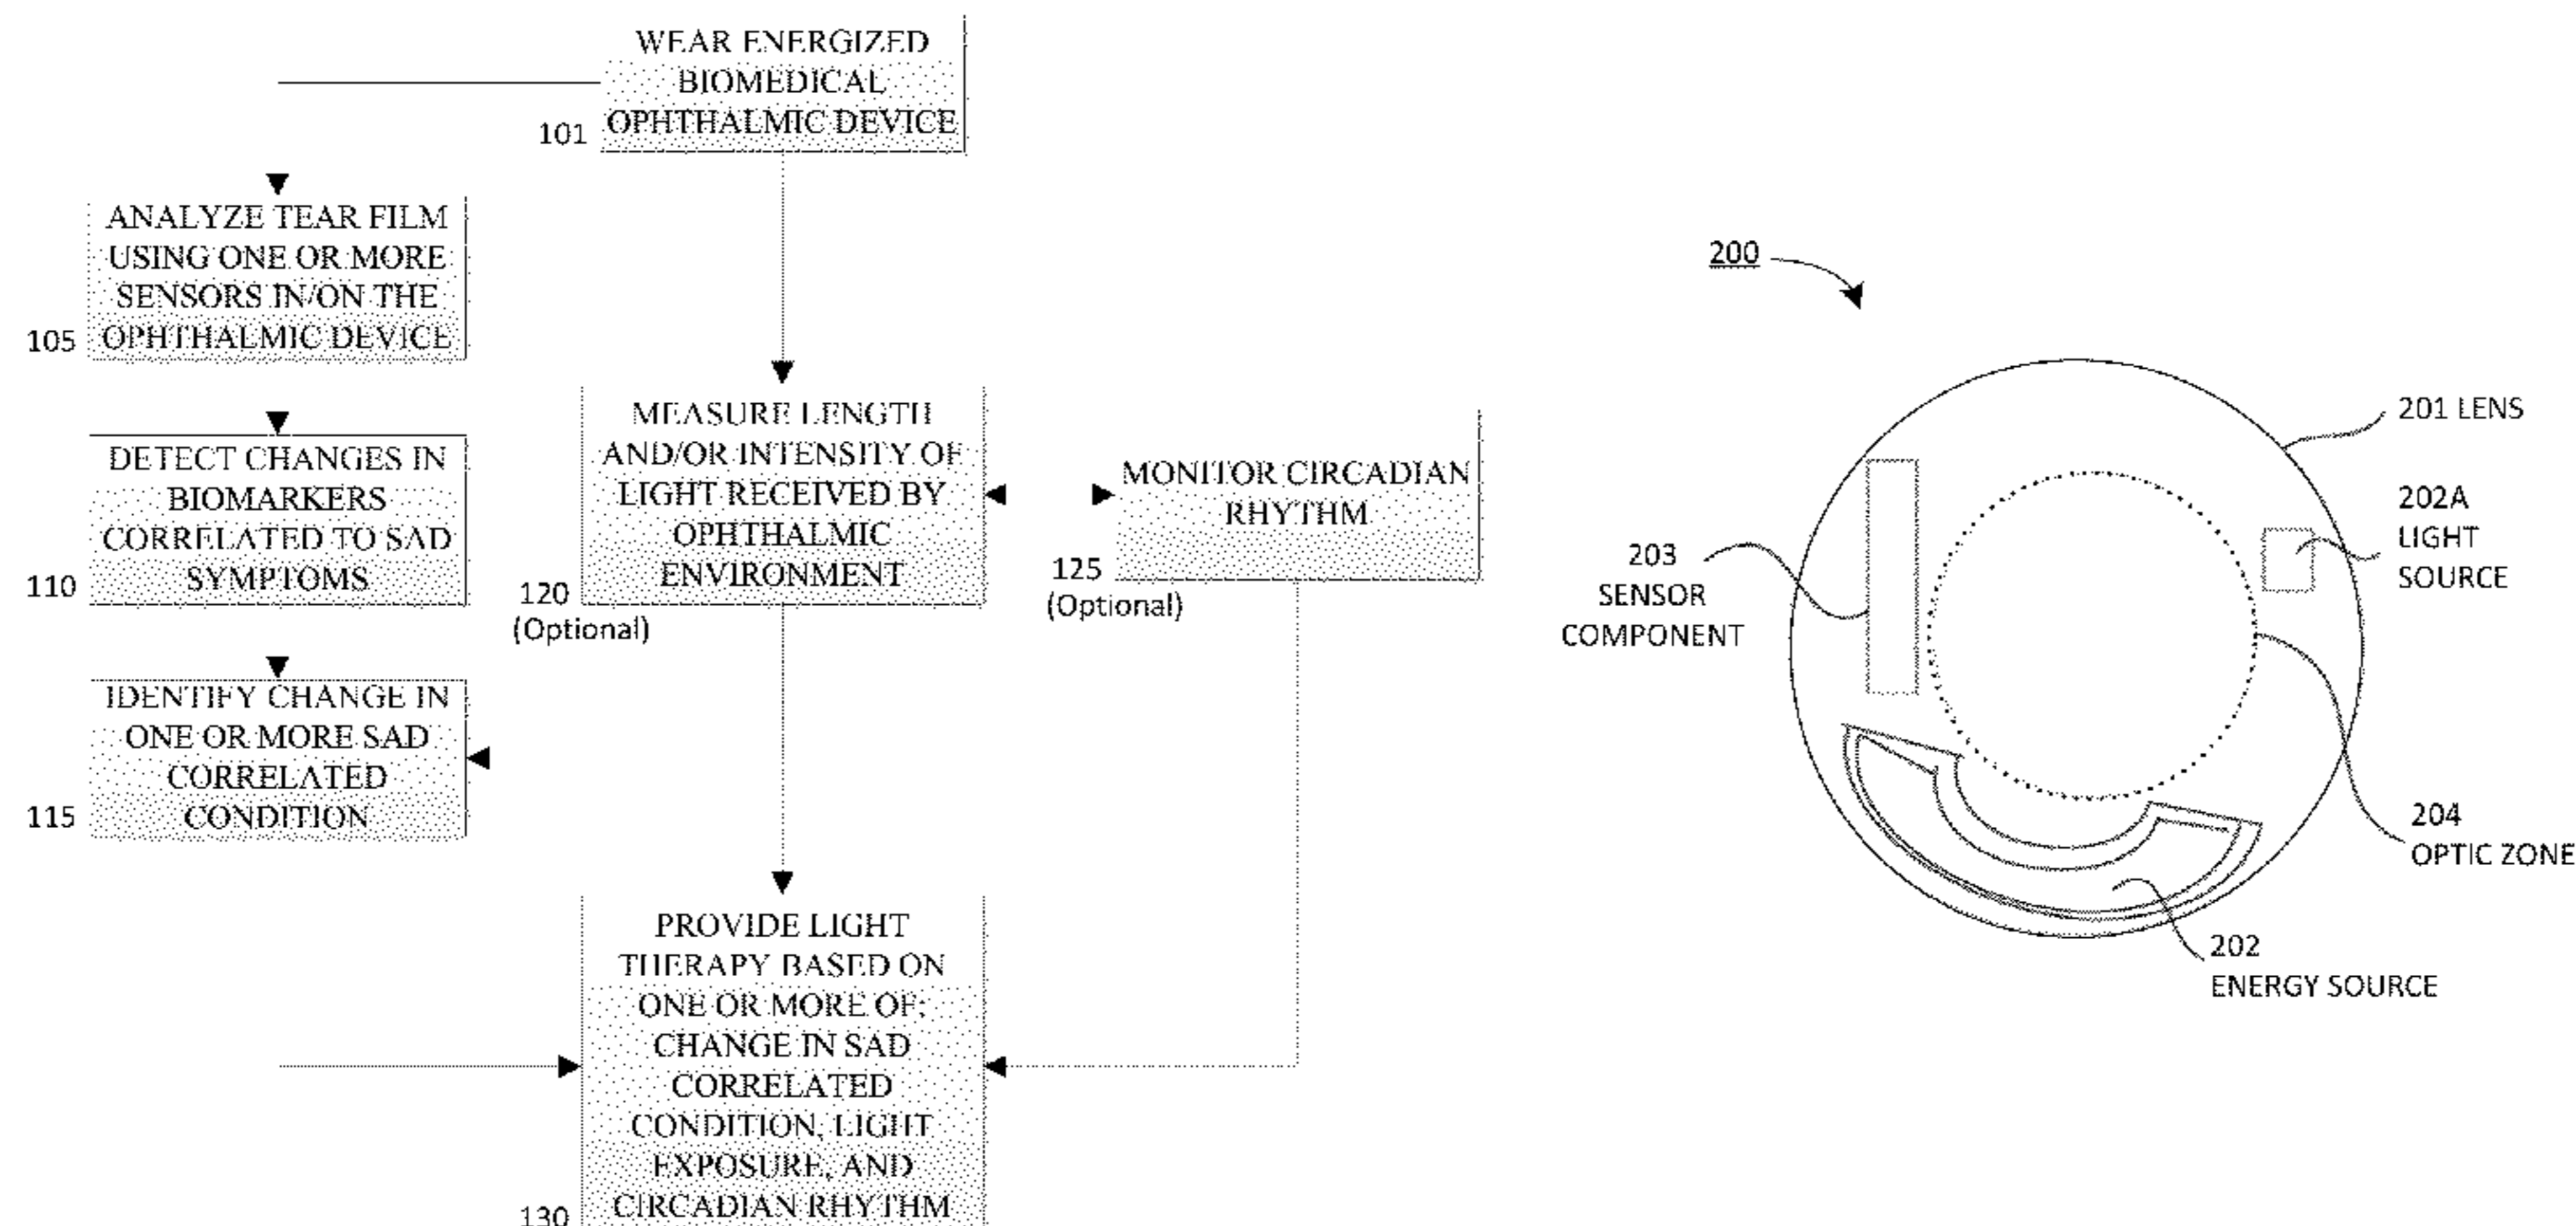 WEAR ENERGIZED
BIOMEDICAL
OPHTHALMIC DEVICE
101
ANALYZE TEAR FILM
USING ONE OR MORE
SENSORS IN/ON THE
OPHTHALMIC DEVICE
105
DETECT CHANGES IN
BIOMARKERS
CORRELATED TO SAD
SYMPTOMS
110
IDENTIFY CHANGE IN
ONE OR MORE SAD
CORRELATED
CONDITION
115
MEASURE LENGTH
AND/OR INTENSITY OF
LIGHT RECEIVED BY
OPHTHALMIC
ENVIRONMENT
120
(Optional)
MONITOR CIRCADIAN
RHYTHM
125
(Optional)
PROVIDE LIGHT
THERAPY BASED ON
ONE OR MORE OF;
CHANGE IN SAD
CORRELATED
CONDITION, LIGHT
EXPOSURE, AND
CIRCADIAN RHYTHM
130
200
201 LENS
202A
LIGHT
SOURCE
203
SENSOR
COMPONENT
204
OPTIC ZONE
202
ENERGY SOURCE